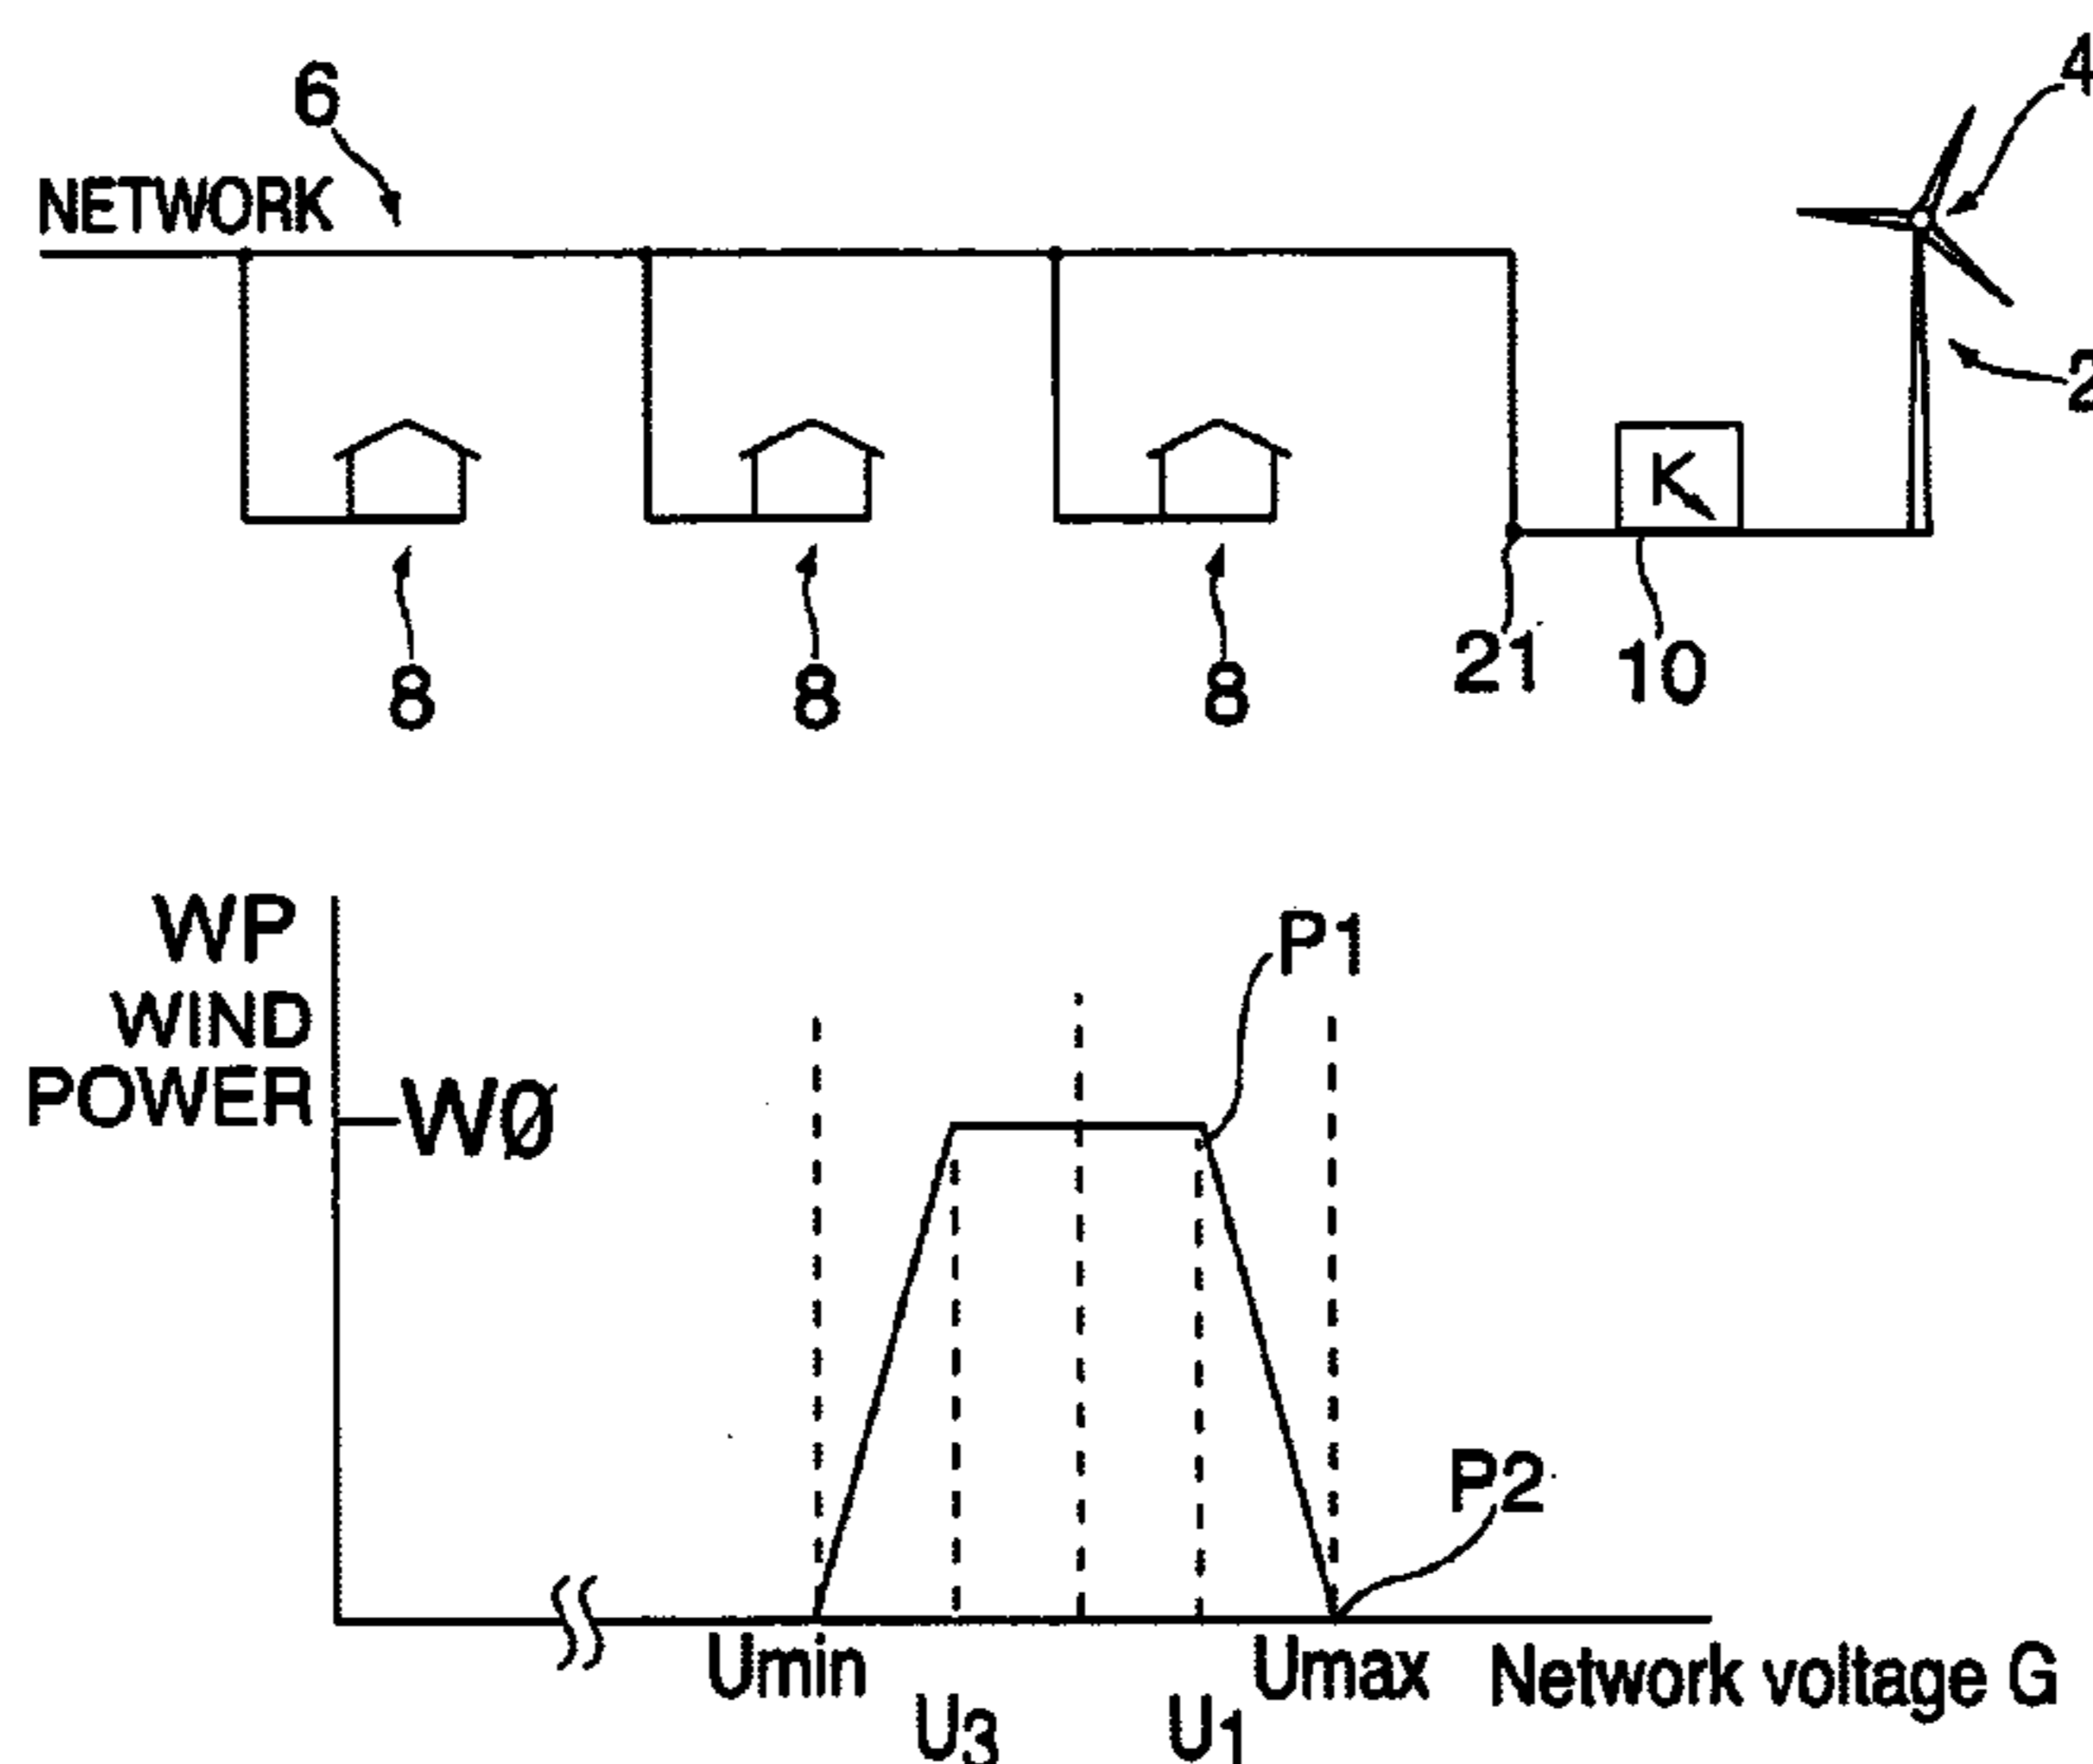 6
4
NETWORK
2
K
8
8
8
21
10
WP
WIND
POWER
WØ
P1
P2
Umin
Umax
Network voltage G
U3
U1